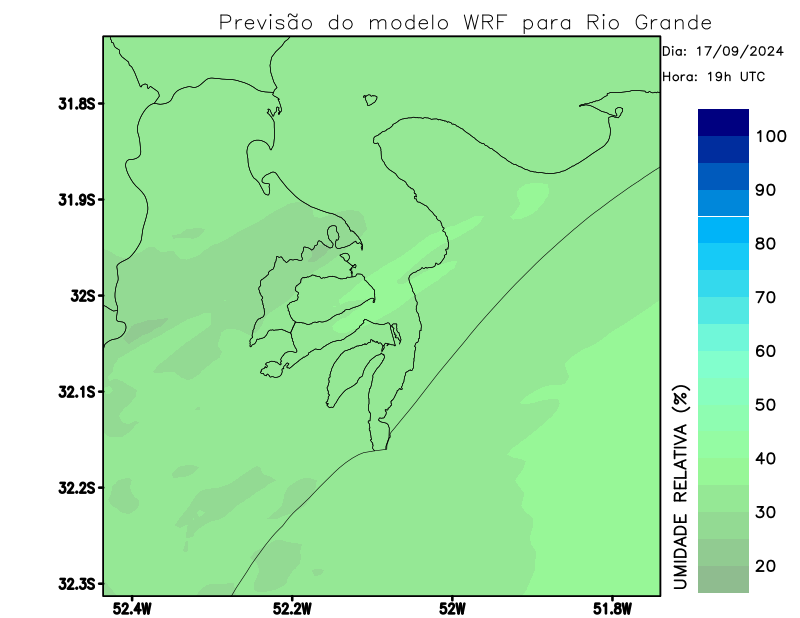 Previsão do modelo WRF para Rio Grande
Dia: 17/09/2024
Hora: 19h UTC
31.8S
31.9S
32S
32.1S
32.2S
32.3S
52.4W
52.2W
52W
51.8W
100
90
80
70
60
50
40
30
20
UMIDADE RELATIVA (%)